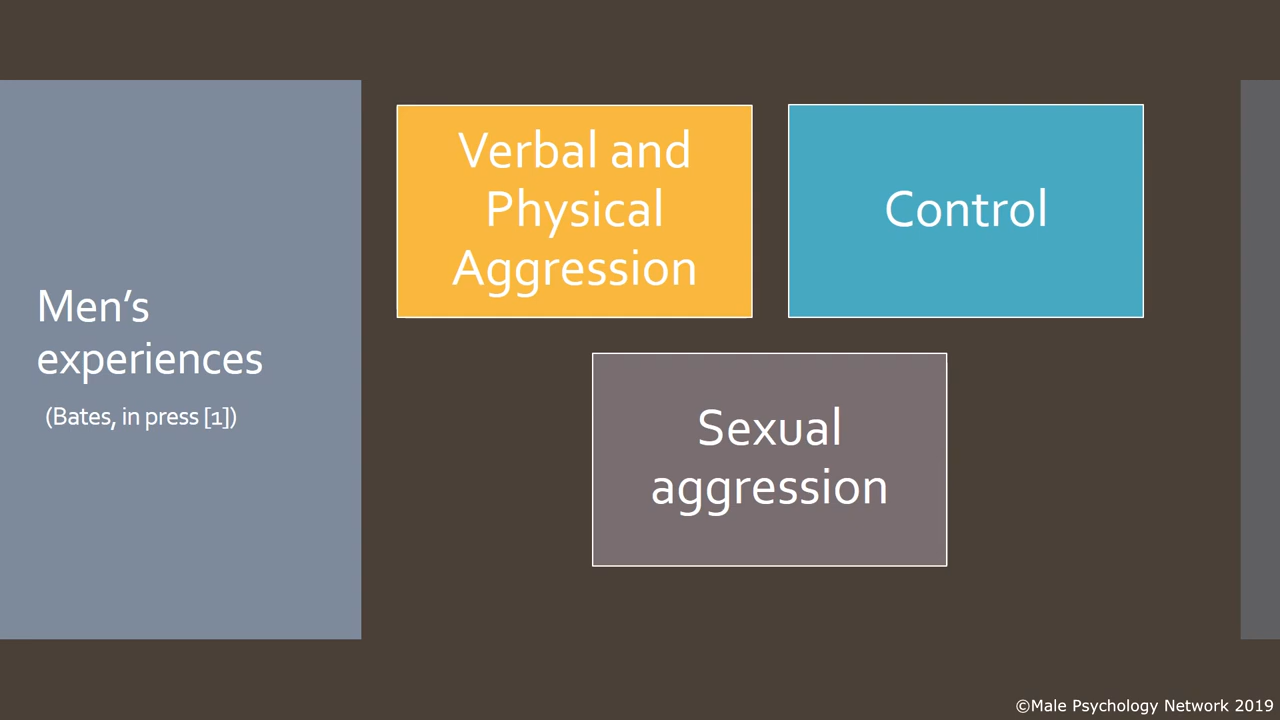 Men’s
experiences
(Bates, in press [1])
Verbal and
Physical
Aggression
Control
Sexual
aggression
©Male Psychology Network 2019